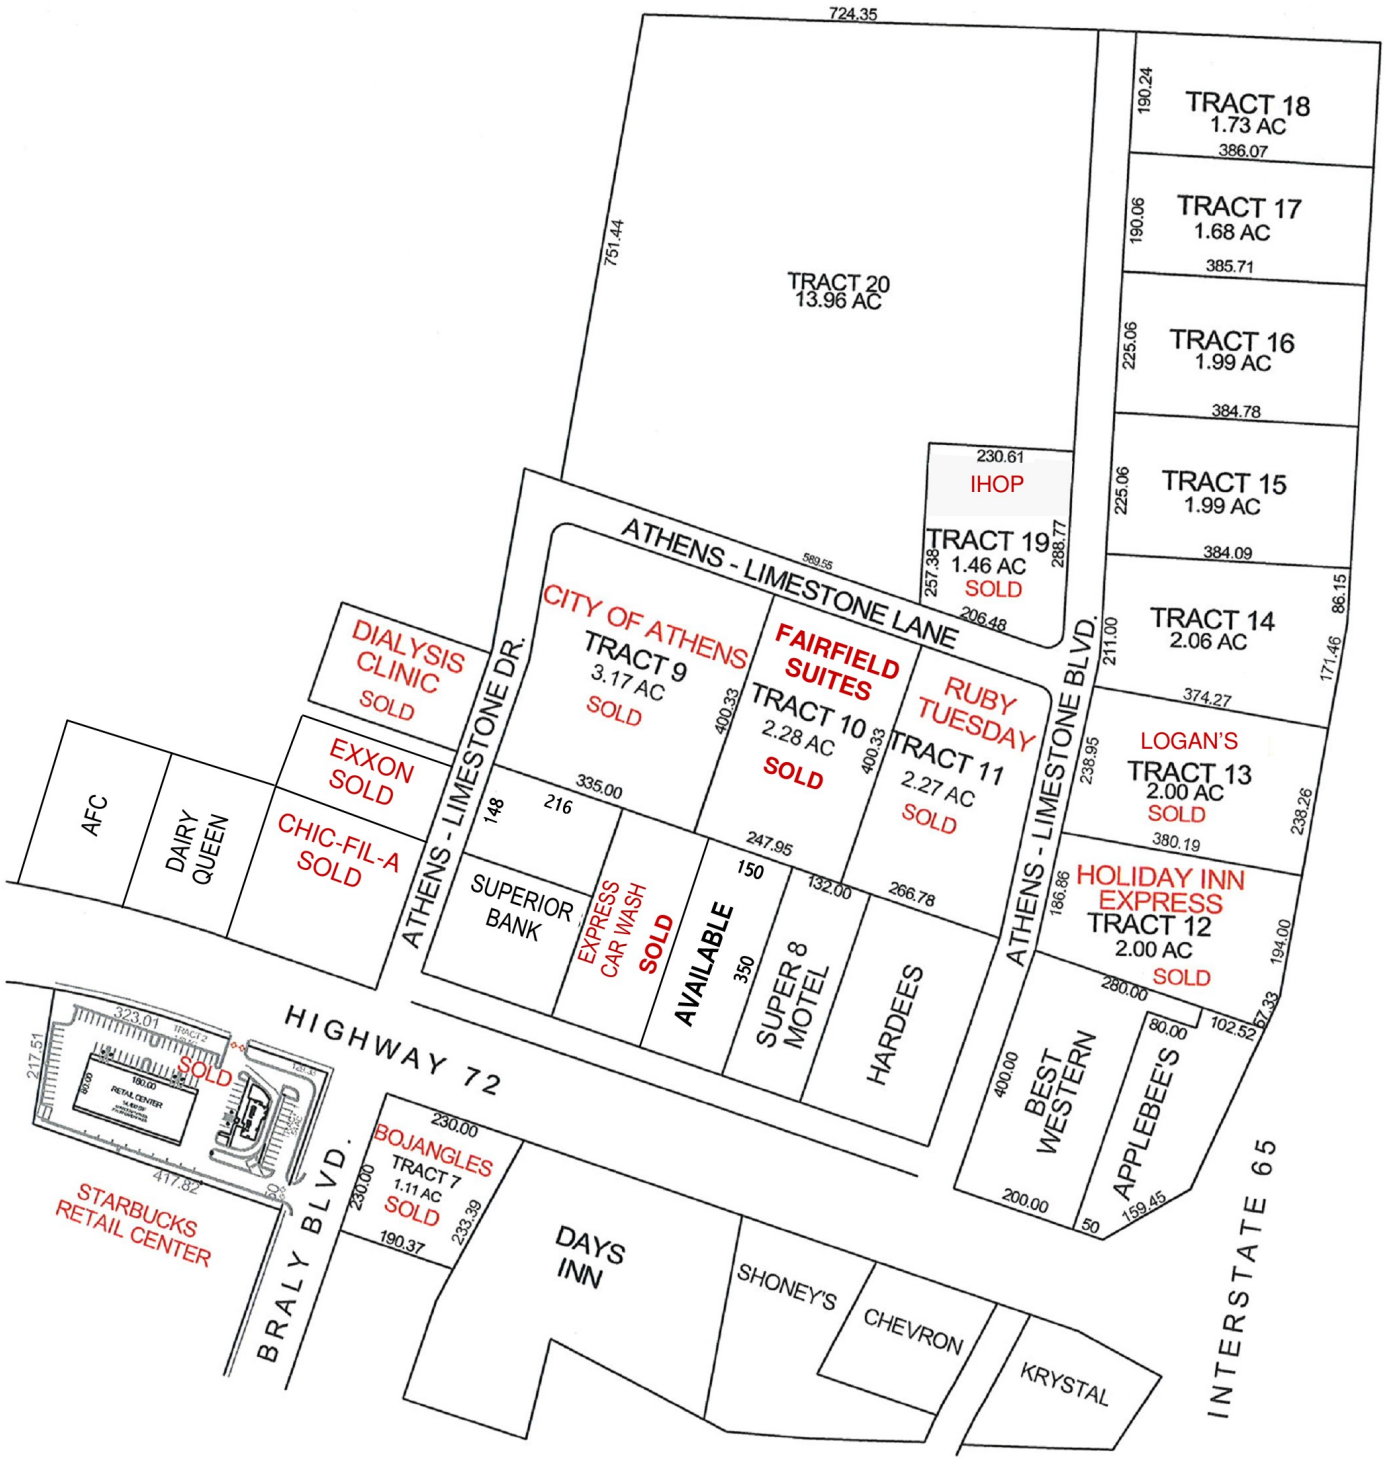 724.35
190.24
TRACT 18
1.73 AC
386.07
190.06
TRACT 17
1.68 AC
385.71
751.44
TRACT 20
13.96 AC
225.06
TRACT 16
1.99 AC
384.78
230.61
IHOP
TRACT 19
1.46 AC
SOLD
257.38
288.77
206.48
225.06
TRACT 15
1.99 AC
384.09
86.15
ATHENS - LIMESTONE LANE
589.55
211.00
TRACT 14
2.06 AC
171.46
374.27
DIALYSIS
CLINIC
SOLD
CITY OF ATHENS
TRACT 9
3.17 AC
SOLD
400.33
335.00
FAIRFIELD
SUITES
TRACT 10
2.28 AC
SOLD
400.33
247.95
RUBY
TUESDAY
TRACT 11
2.27 AC
SOLD
266.78
ATHENS - LIMESTONE BLVD.
238.95
LOGAN'S
TRACT 13
2.00 AC
SOLD
238.26
380.19
EXXON
SOLD
ATHENS - LIMESTONE DR.
148
216
AFC
DAIRY
QUEEN
CHIC-FIL-A
SOLD
SUPERIOR
BANK
EXPRESS
CAR WASH
SOLD
150
AVAILABLE
350
132.00
SUPER 8
MOTEL
HARDEES
186.86
HOLIDAY INN
EXPRESS
TRACT 12
2.00 AC
SOLD
194.00
67.33
280.00
80.00
102.52
400.00
BEST
WESTERN
APPLEBEE'S
200.00
50
159.45
HIGHWAY 72
323.01
TRACT 2
SOLD
217.51
180.00
80.00
RETAIL CENTER
417.82
STARBUCKS
RETAIL CENTER
BRALY BLVD.
230.00
BOJANGLES
TRACT 7
1.11 AC
SOLD
230.00
233.39
190.37
DAYS
INN
SHONEY'S
CHEVRON
KRYSTAL
INTERSTATE 65